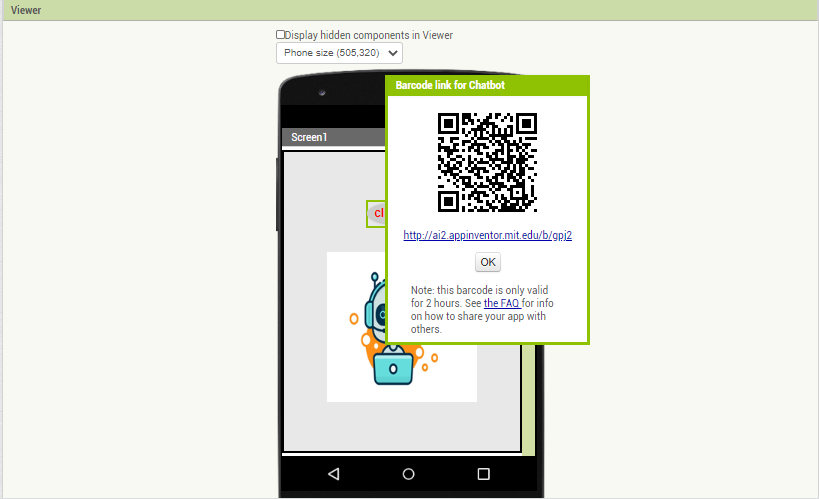 Viewer
Display hidden components in Viewer
Phone size (505,320)
Barcode link for Chatbot
Screen1
cl
http://ai2.appinventor.mit.edu/b/gpj2
OK
Note: this barcode is only valid
for 2 hours. See the FAQ for info
on how to share your app with
others.